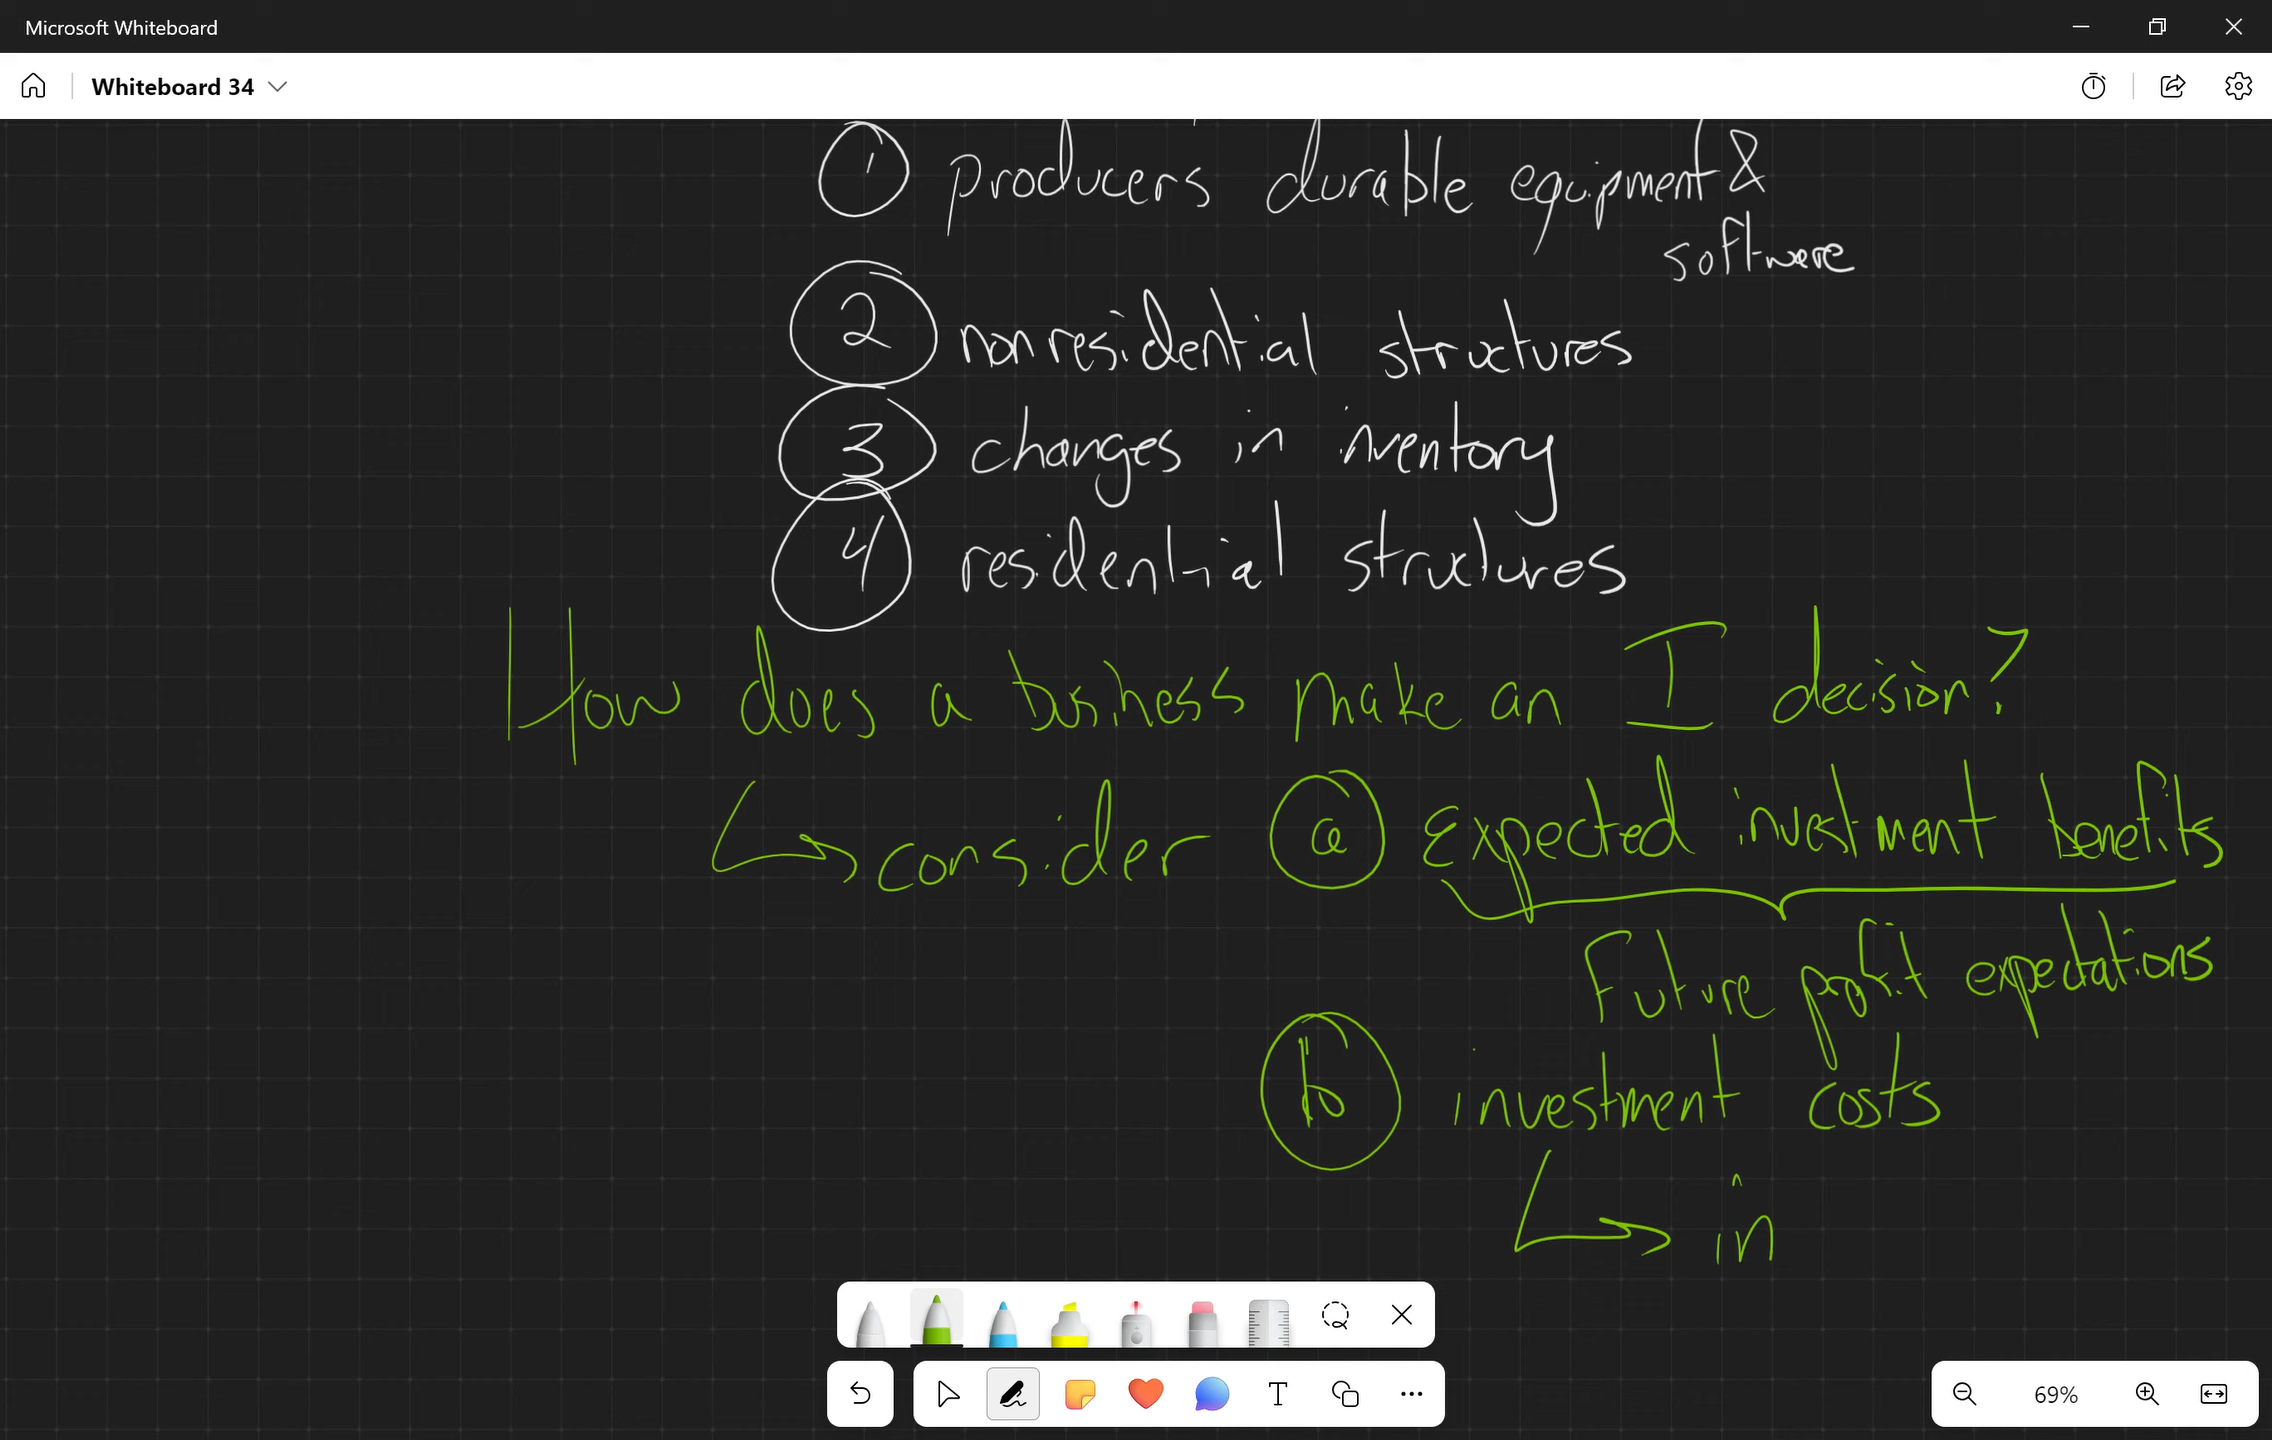 Microsoft Whiteboard
Whiteboard 34
1 producers' durable equipment &
software
2 nonresidential structures
3 changes in inventory
4 residential structures
How does a business make an I decision?
↳ consider a Expected investment benefits
Future profit expectations
b investment costs
↳ in
69%